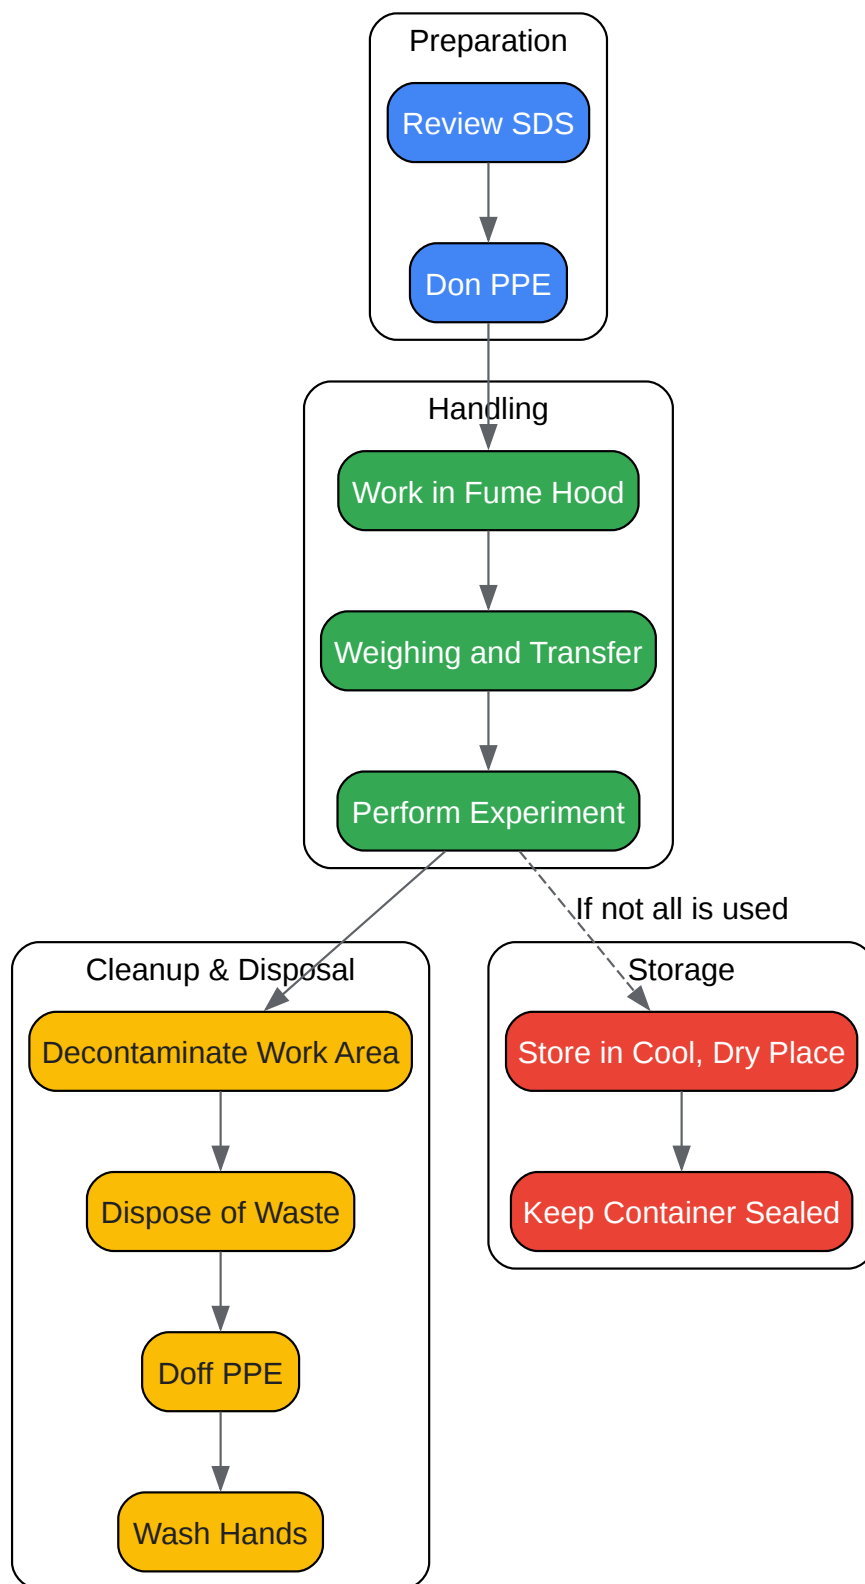 Preparation
Review SDS
Don PPE
Handling
Work in Fume Hood
Weighing and Transfer
Perform Experiment
If not all is used
Cleanup & Disposal
Decontaminate Work Area
Dispose of Waste
Doff PPE
Wash Hands
Storage
Store in Cool, Dry Place
Keep Container Sealed